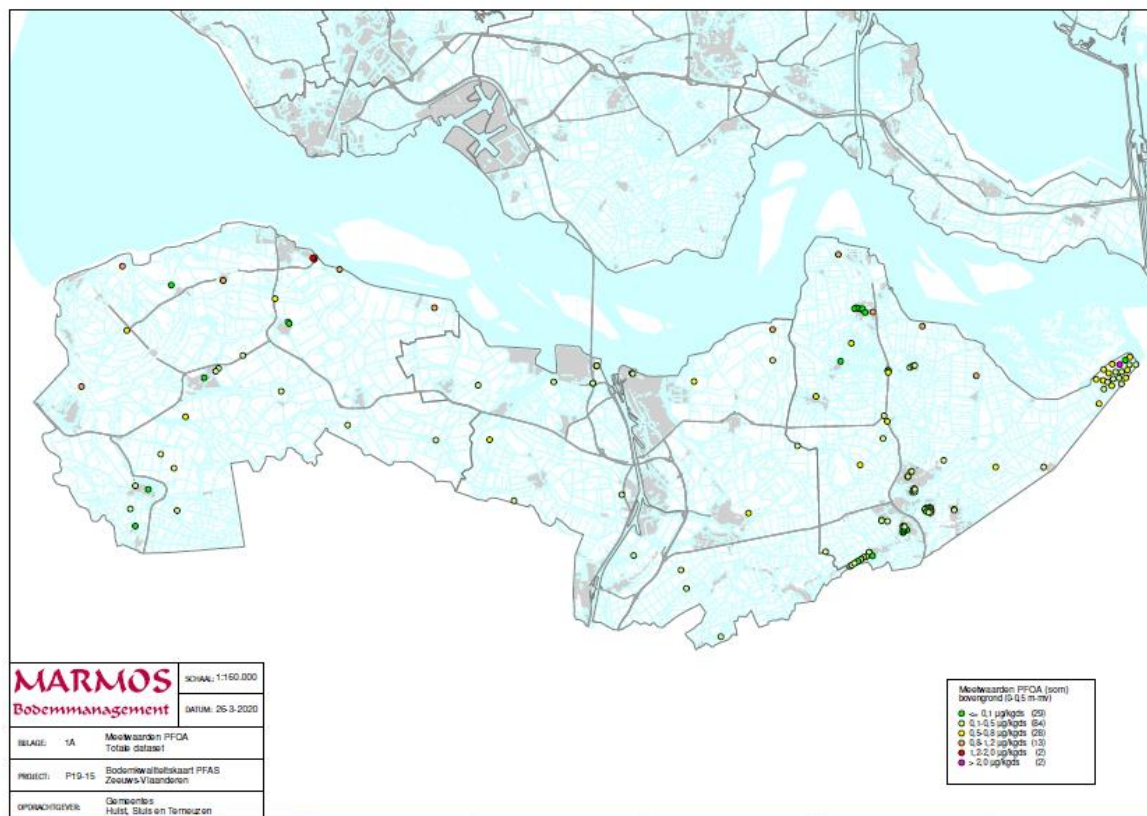 MARMOS
Bodemmanagement
SCHAAL: 1:160.000
DATUM: 26-3-2020
BIJLAGE: 1A Meetwaarden PFOA
Totale dataset
PROJECT: P19-15 Bodemkwaliteitskaart PFAS
Zeeuws-Vlaanderen
OPDRACHTGEVER: Gemeentes
Hulst, Sluis en Terneuzen
Meetwaarden PFOA (som)
bovengrond (0-0,5 m-mv)
<= 0,1 µg/kgds (29)
0,1-0,5 µg/kgds (84)
0,5-0,8 µg/kgds (28)
0,8-1,2 µg/kgds (13)
1,2-2,0 µg/kgds (2)
> 2,0 µg/kgds (2)